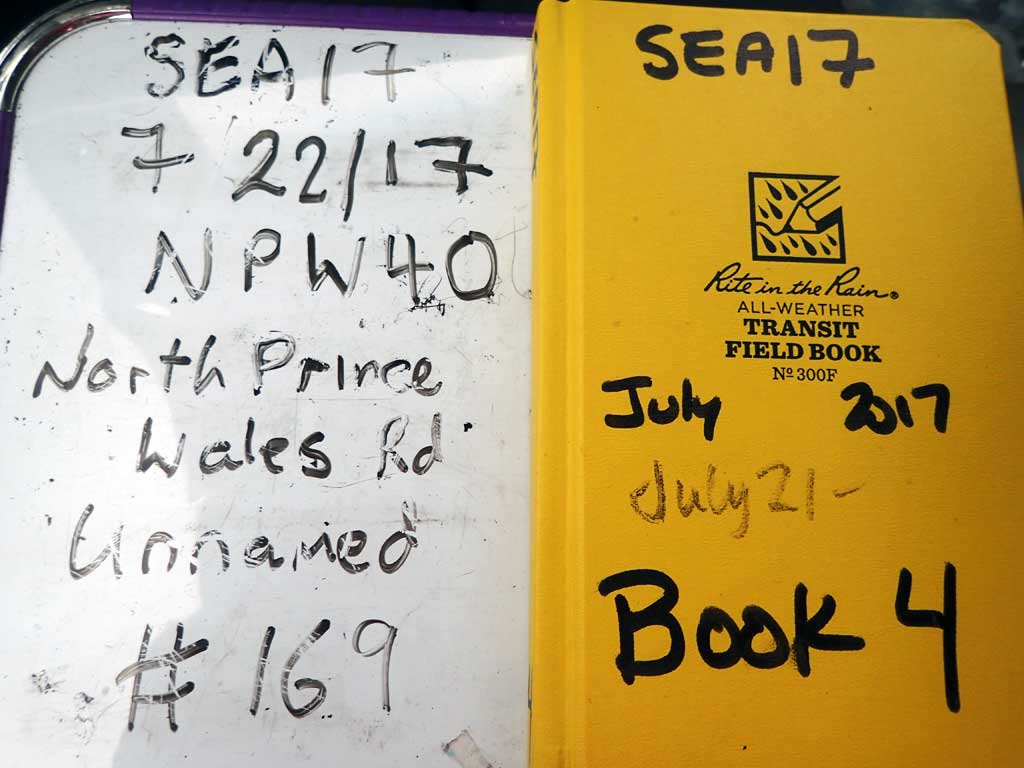 SEA17
7 22/17
NPW40
North Prince
Wales Rd
Unnamed
# 169
SEA17
Rite in the Rain®
ALL-WEATHER
TRANSIT
FIELD BOOK
Nº 300F
July 2017
July 21-
Book 4